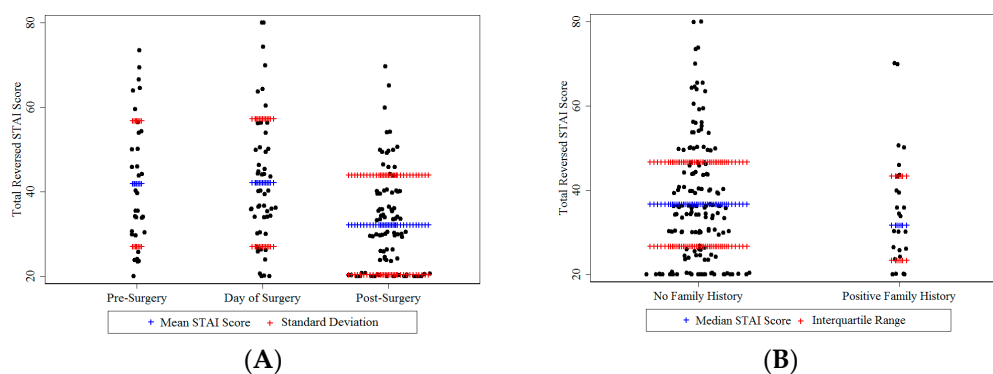 Total Reversed STAI Score
80
60
40
20
Pre-Surgery Day of Surgery Post-Surgery
+ Mean STAI Score + Standard Deviation
(A)
Total Reversed STAI Score
80
60
40
20
No Family History Positive Family History
+ Median STAI Score + Interquartile Range
(B)